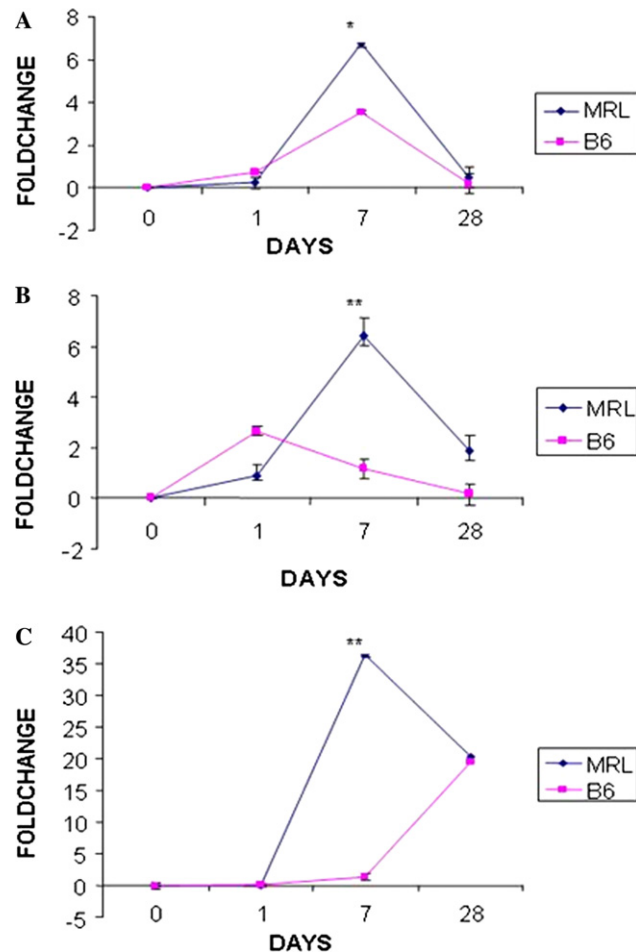 A
FOLDCHANGE
8
6
4
2
0
-2
*
0 1 7 28
DAYS
MRL
B6
B
FOLDCHANGE
8
6
4
2
0
-2
**
0 1 7 28
DAYS
MRL
B6
C
FOLDCHANGE
40
35
30
25
20
15
10
5
0
-5
**
0 1 7 28
DAYS
MRL
B6